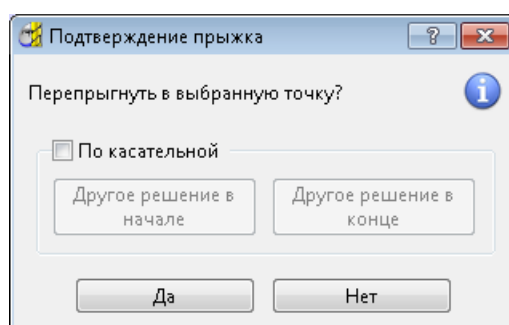 Подтверждение прыжка
Перепрыгнуть в выбранную точку?
По касательной
Другое решение в
начале
Другое решение в
конце
Да
Нет